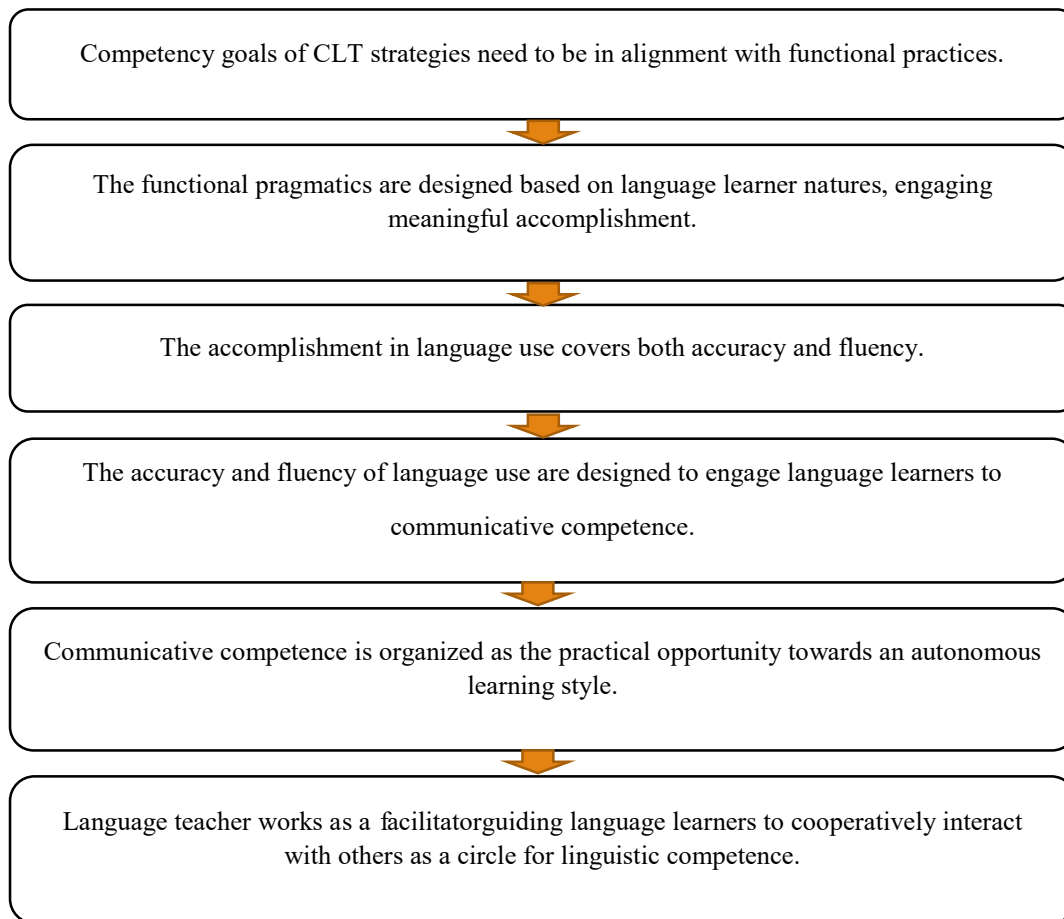 Competency goals of CLT strategies need to be in alignment with functional practices.
The functional pragmatics are designed based on language learner natures, engaging
meaningful accomplishment.
The accomplishment in language use covers both accuracy and fluency.
The accuracy and fluency of language use are designed to engage language learners to
communicative competence.
Communicative competence is organized as the practical opportunity towards an autonomous
learning style.
Language teacher works as a facilitatorguiding language learners to cooperatively interact
with others as a circle for linguistic competence.